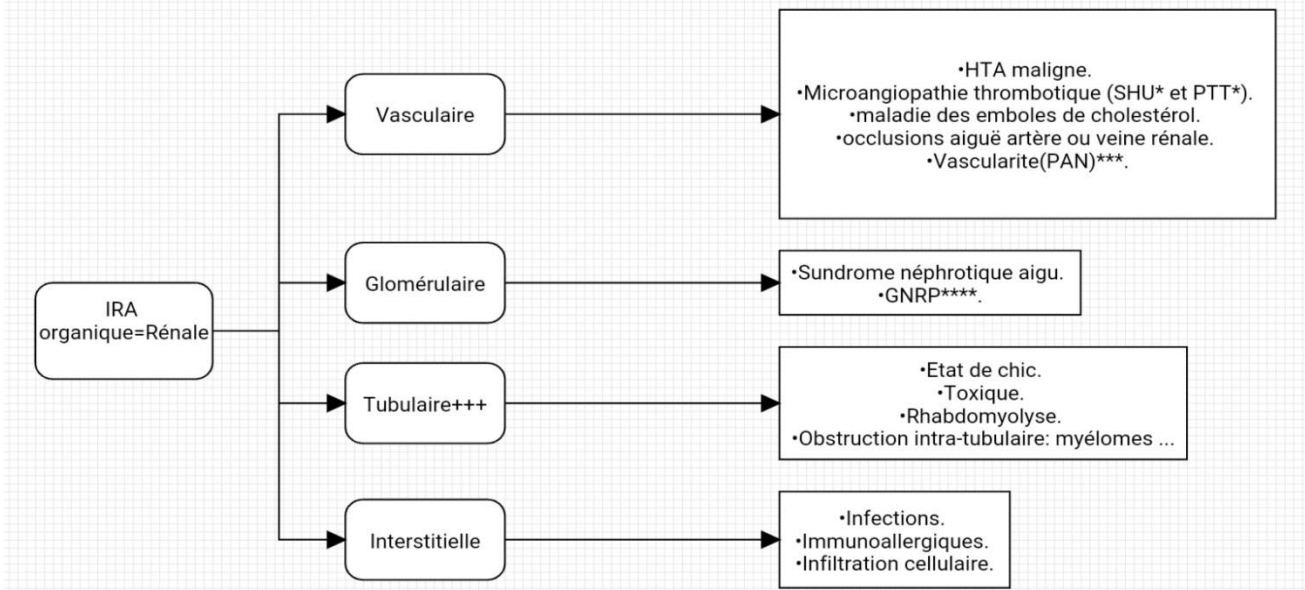 IRA
organique=Rénale
Vasculaire
•HTA maligne.
•Microangiopathie thrombotique (SHU* et PTT*).
•maladie des emboles de cholestérol.
•occlusions aiguë artère ou veine rénale.
•Vascularite(PAN)***.
Glomérulaire
•Sundrome néphrotique aigu.
•GNRP****.
Tubulaire+++
•Etat de chic.
•Toxique.
•Rhabdomyolyse.
•Obstruction intra-tubulaire: myélomes ...
Interstitielle
•Infections.
•Immunoallergiques.
•Infiltration cellulaire.